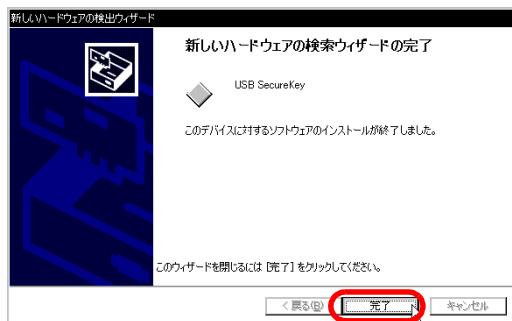 新しいハードウェアの検出ウィザード
新しいハードウェアの検索ウィザードの完了
USB SecureKey
このデバイスに対するソフトウェアのインストールが終了しました。
このウィザードを閉じるには [完了] をクリックしてください。
< 戻る(B)
完了
キャンセル